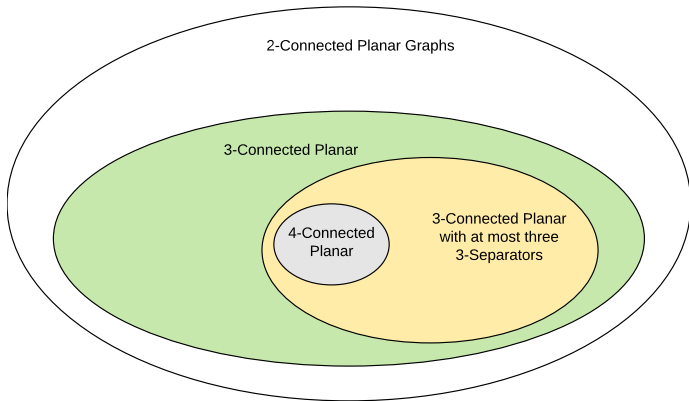 2-Connected Planar Graphs
3-Connected Planar
4-Connected
Planar
3-Connected Planar
with at most three
3-Separators